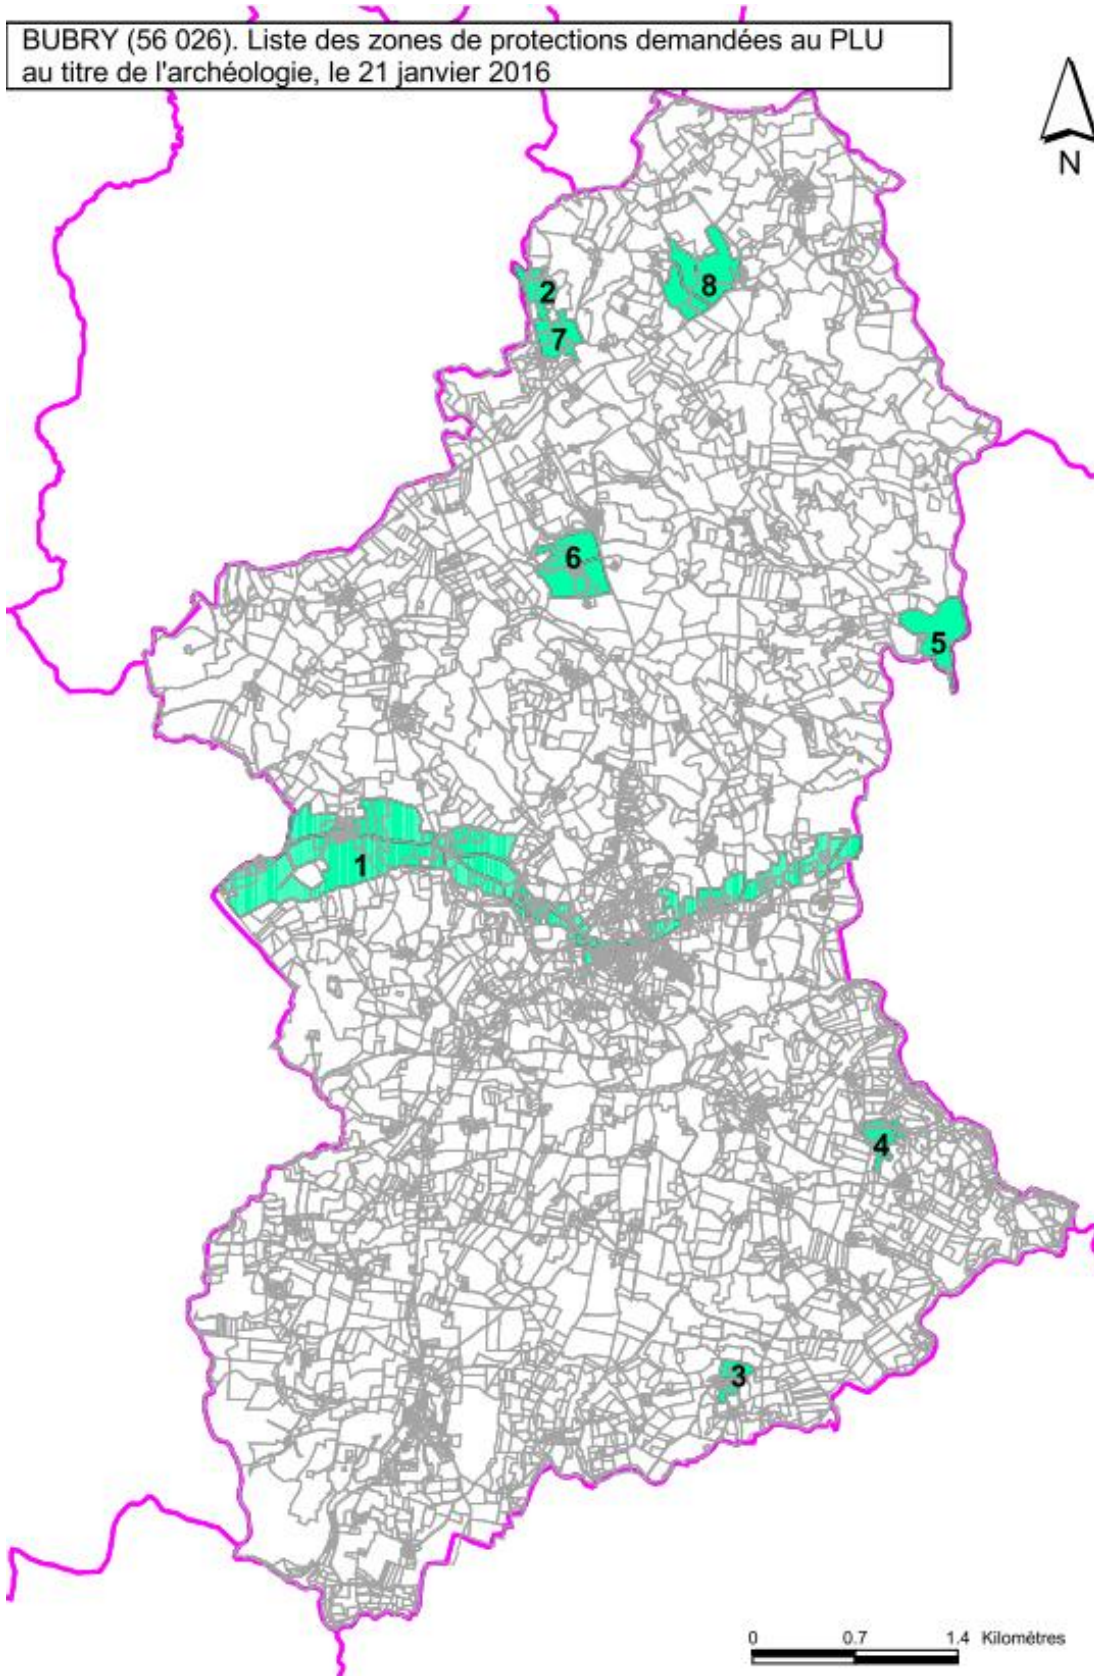 BUBRY (56 026). Liste des zones de protections demandées au PLU
au titre de l'archéologie, le 21 janvier 2016
N
8
2
7
6
5
1
4
3
0 0.7 1.4 Kilomètres